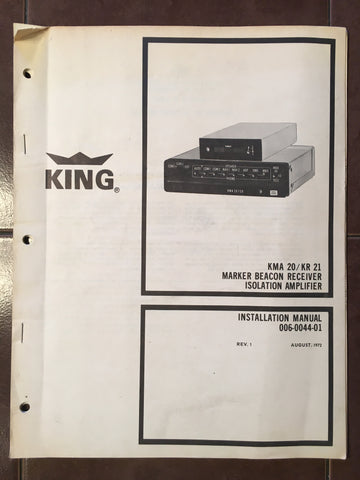 KING®
KMA 20/KR 21
MARKER BEACON RECEIVER
ISOLATION AMPLIFIER
INSTALLATION MANUAL
006-0044-01
REV. 1 AUGUST, 1972